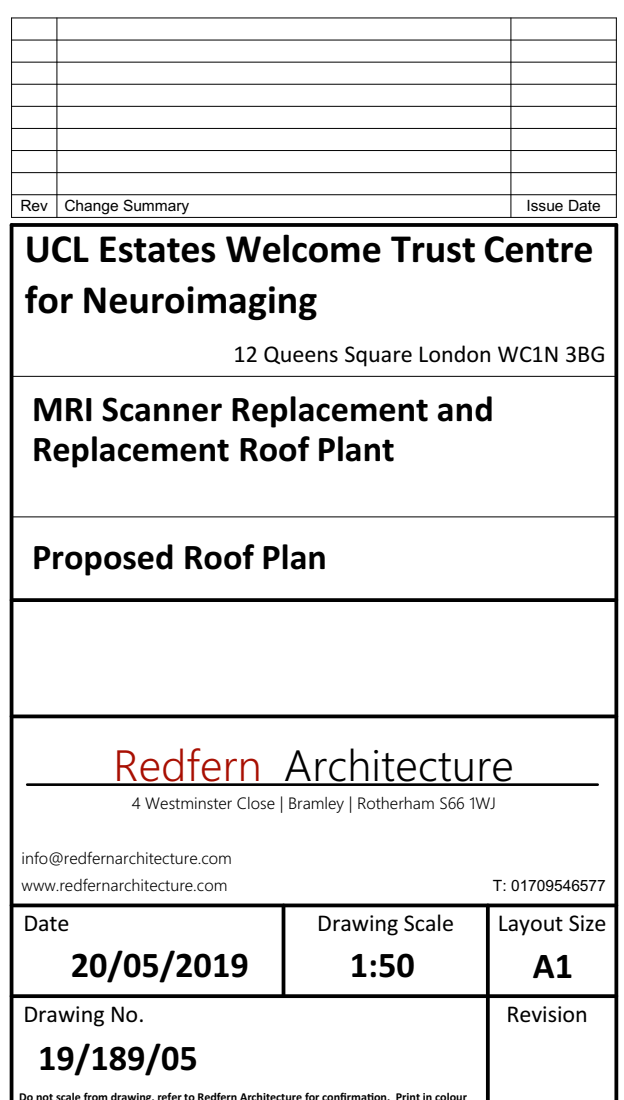 Rev Change Summary Issue Date
UCL Estates Welcome Trust Centre
for Neuroimaging
12 Queens Square London WC1N 3BG
MRI Scanner Replacement and
Replacement Roof Plant
Proposed Roof Plan
Redfern Architecture
4 Westminster Close | Bramley | Rotherham S66 1WJ
info@redfernarchitecture.com
www.redfernarchitecture.com T: 01709546577
Date Drawing Scale Layout Size
20/05/2019 1:50 A1
Drawing No. Revision
19/189/05
Do not scale from drawing, refer to Redfern Architecture for confirmation. Print in colour